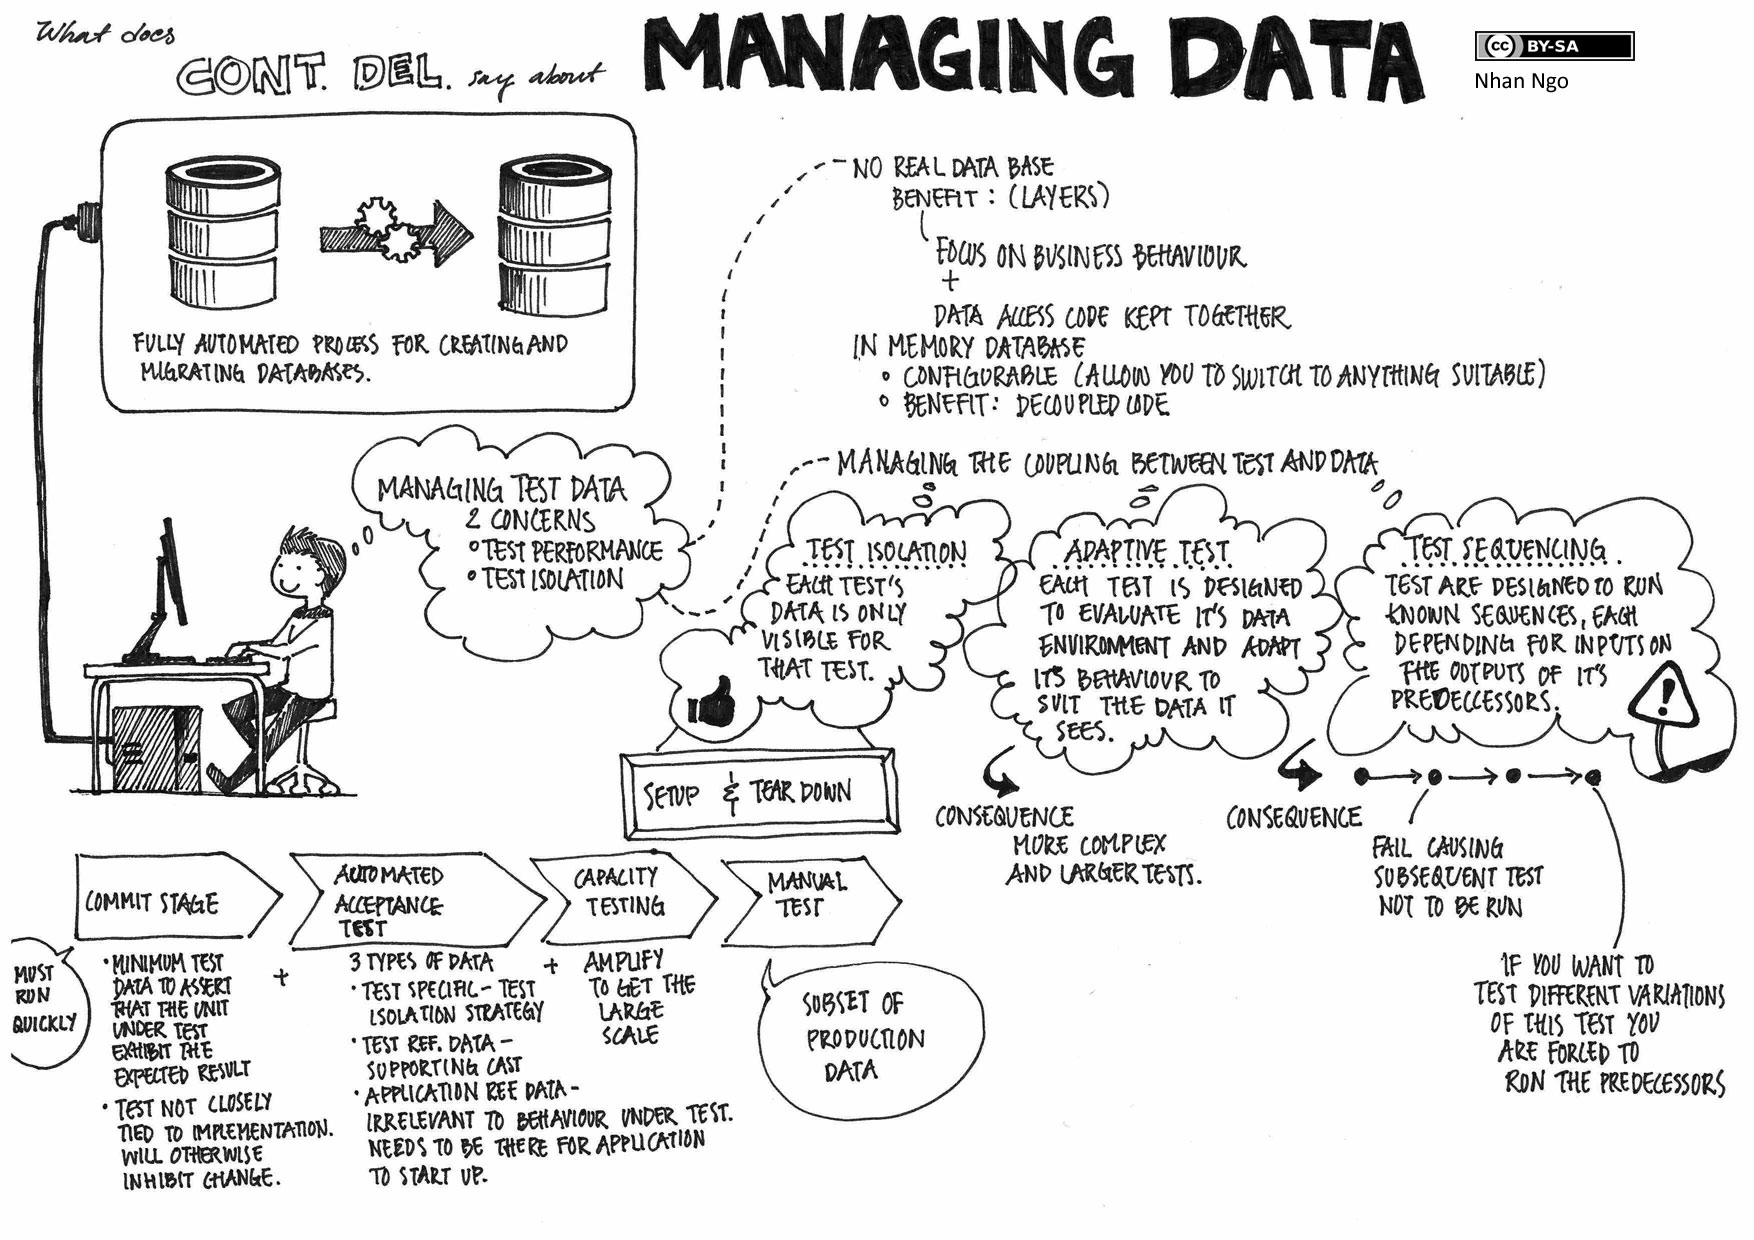 What does
CONT. DEL. say about
MANAGING DATA
cc BY-SA
Nhan Ngo
FULLY AUTOMATED PROCESS FOR CREATING AND
MIGRATING DATABASES.
NO REAL DATA BASE
BENEFIT: (LAYERS)
FOCUS ON BUSINESS BEHAVIOUR
+
DATA ACCESS CODE KEPT TOGETHER
IN MEMORY DATABASE
• CONFIGURABLE (ALLOW YOU TO SWITCH TO ANYTHING SUITABLE)
• BENEFIT: DECOUPLED CODE
MANAGING TEST DATA
2 CONCERNS
• TEST PERFORMANCE
• TEST ISOLATION
MANAGING THE COUPLING BETWEEN TEST AND DATA
TEST ISOLATION
EACH TEST'S
DATA IS ONLY
VISIBLE FOR
THAT TEST.
SETUP & TEAR DOWN
ADAPTIVE TEST
EACH TEST IS DESIGNED
TO EVALUATE IT'S DATA
ENVIRONMENT AND ADAPT
IT'S BEHAVIOUR TO
SUIT THE DATA IT
SEES.
CONSEQUENCE
MORE COMPLEX
AND LARGER TESTS.
TEST SEQUENCING.
TEST ARE DESIGNED TO RUN
KNOWN SEQUENCES, EACH
DEPENDING FOR INPUTS ON
THE OUTPUTS OF IT'S
PREDECESSORS.
!
CONSEQUENCE
FAIL CAUSING
SUBSEQUENT TEST
NOT TO BE RUN
IF YOU WANT TO
TEST DIFFERENT VARIATIONS
OF THIS TEST YOU
ARE FORCED TO
RUN THE PREDECESSORS
COMMIT STAGE
MUST
RUN
QUICKLY
• MINIMUM TEST
DATA TO ASSERT
THAT THE UNIT
UNDER TEST
EXHIBIT THE
EXPECTED RESULT
• TEST NOT CLOSELY
TIED TO IMPLEMENTATION.
WILL OTHERWISE
INHIBIT CHANGE.
+
AUTOMATED
ACCEPTANCE
TEST
3 TYPES OF DATA
• TEST SPECIFIC - TEST
ISOLATION STRATEGY
• TEST REF. DATA -
SUPPORTING CAST
• APPLICATION REF DATA -
IRRELEVANT TO BEHAVIOUR UNDER TEST.
NEEDS TO BE THERE FOR APPLICATION
TO START UP.
+
CAPACITY
TESTING
AMPLIFY
TO GET THE
LARGE
SCALE
MANUAL
TEST
SUBSET OF
PRODUCTION
DATA